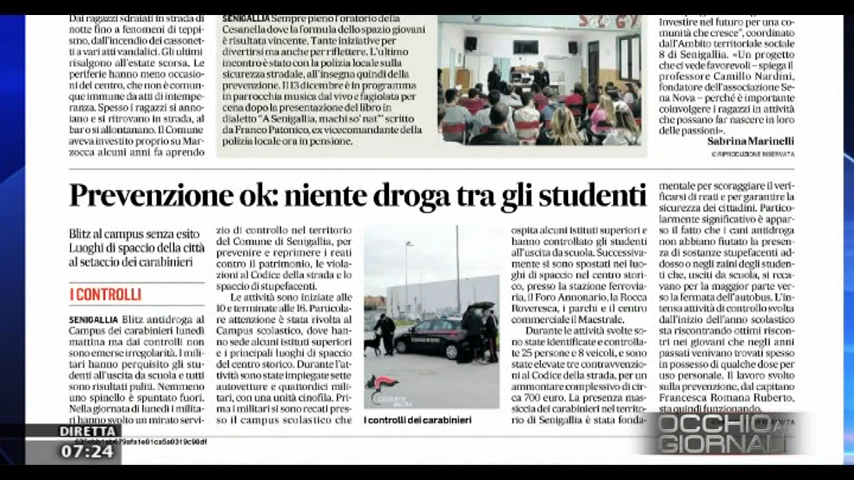 Dai ragazzi sdraiati in strada di
notte fino a fenomeni di teppi-
smo, dall'incendio dei cassonet-
ti a vari atti vandalici. Gli ultimi
risalgono all'estate scorsa. Le
periferie hanno meno occasio-
ni del centro, che non è comun-
que immune da atti di intempe-
ranza. Spesso i ragazzi si anno-
iano e si ritrovano in strada, al
bar o si allontanano. Il Comune
aveva investito proprio su Mar-
zocca alcuni anni fa aprendo
SENIGALLIA Sempre pieno l'oratorio della
Cesanella dove la formula dello spazio giovani
è risultata vincente. Tante iniziative per
divertirsi ma anche per riflettere. L'ultimo
incontro è stato con la polizia locale sulla
sicurezza stradale, all'insegna quindi della
prevenzione. Il 13 dicembre è in programma
in parrocchia musica dal vivo e fagiolata per
cena dopo la presentazione del libro in
dialetto "A Senigallia, machi so' nat'" scritto
da Franco Patonico, ex vicecomandante della
polizia locale ora in pensione.
Investire nel futuro per una co-
munità che cresce", coordinato
dall'Ambito territoriale sociale
8 di Senigallia. «Un progetto
che ci vede favorevoli – spiega il
professore Camillo Nardini,
fondatore dell'associazione Se-
na Nova – perché è importante
coinvolgere i ragazzi in attività
che possano far nascere in loro
delle passioni».
Sabrina Marinelli
© RIPRODUZIONE RISERVATA
Prevenzione ok: niente droga tra gli studenti
Blitz al campus senza esito
Luoghi di spaccio della città
al setaccio dei carabinieri
I CONTROLLI
SENIGALLIA Blitz antidroga al
Campus dei carabinieri lunedì
mattina ma dai controlli non
sono emerse irregolarità. I mili-
tari hanno perquisito gli stu-
denti all'uscita da scuola e tutti
sono risultati puliti. Nemmeno
uno spinello è spuntato fuori.
Nella giornata di lunedì i milita-
ri hanno svolto un mirato servi-
zio di controllo nel territorio
del Comune di Senigallia, per
prevenire e reprimere i reati
contro il patrimonio, le viola-
zioni al Codice della strada e lo
spaccio di stupefacenti.
Le attività sono iniziate alle
10 e terminate alle 16. Particola-
re attenzione è stata rivolta al
Campus scolastico, dove han-
no sede alcuni istituti superiori
e i principali luoghi di spaccio
del centro storico. Durante l'at-
tività sono state impiegate sette
autovetture e quattordici mili-
tari, con una unità cinofila. Pri-
ma i militari si sono recati pres-
so il campus scolastico che
I controlli dei carabinieri
ospita alcuni istituti superiori e
hanno controllato gli studenti
all'uscita da scuola. Successiva-
mente si sono spostati nei luo-
ghi di spaccio nel centro stori-
co, presso la stazione ferrovia-
ria, il Foro Annonario, la Rocca
Roveresca, i parchi e il centro
commerciale il Maestrale.
Durante le attività svolte so-
no state identificate e controlla-
te 25 persone e 8 veicoli, e sono
state elevate tre contravvenzio-
ni al Codice della strada, per un
ammontare complessivo di cir-
ca 700 euro. La presenza mas-
siccia dei carabinieri nel territo-
rio di Senigallia è stata fonda-
mentale per scoraggiare il veri-
ficarsi di reati e per garantire la
sicurezza dei cittadini. Partico-
larmente significativo è appar-
so il fatto che i cani antidroga
non abbiano fiutato la presenza
di sostanze stupefacenti ad-
dosso o negli zaini degli studen-
ti che, usciti da scuola, si reca-
vano per la maggior parte ver-
so la fermata dell'autobus. L'in-
tensa attività di controllo svolta
dall'inizio dell'anno scolastico
sta riscontrando ottimi riscon-
tri nei giovani che negli anni
passati venivano trovati spesso
in possesso di qualche dose per
uso personale. Il lavoro svolto
sulla prevenzione, dal capitano
Francesca Romana Ruberto,
sta quindi funzionando.
DIRETTA
07:24
OCCHIO AI
GIORNALI